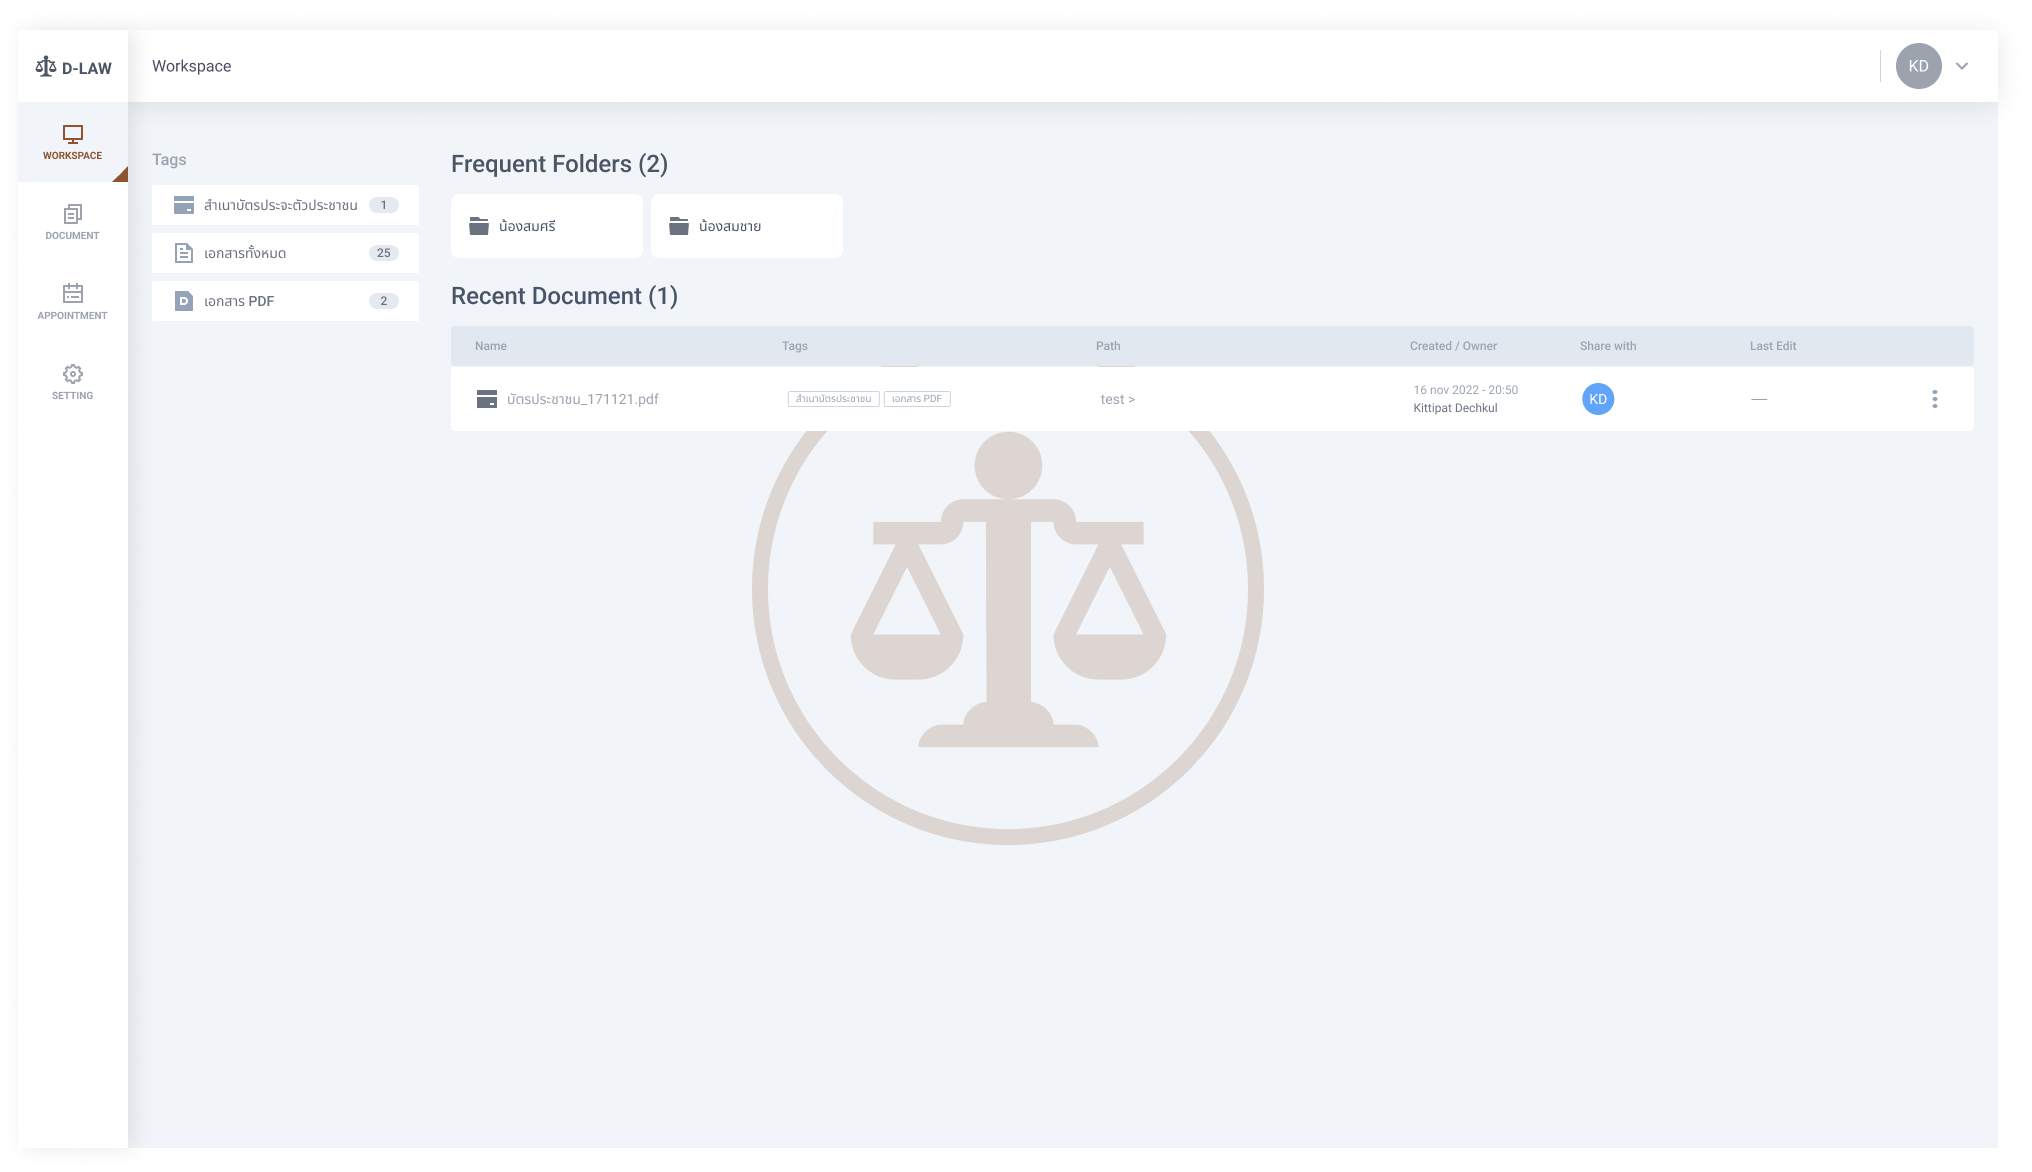 D-LAW
Workspace
KD
WORKSPACE
DOCUMENT
APPOINTMENT
SETTING
Tags
สำเนาบัตรประจะตัวประชาชน 1
เอกสารทั้งหมด 25
เอกสาร PDF 2
Frequent Folders (2)
น้องสมศรี
น้องสมชาย
Recent Document (1)
Name Tags Path Created / Owner Share with Last Edit
บัตรประชาชน_171121.pdf
สำเนาบัตรประชาชน
เอกสาร PDF
test >
16 nov 2022 - 20:50
Kittipat Dechkul
KD
—